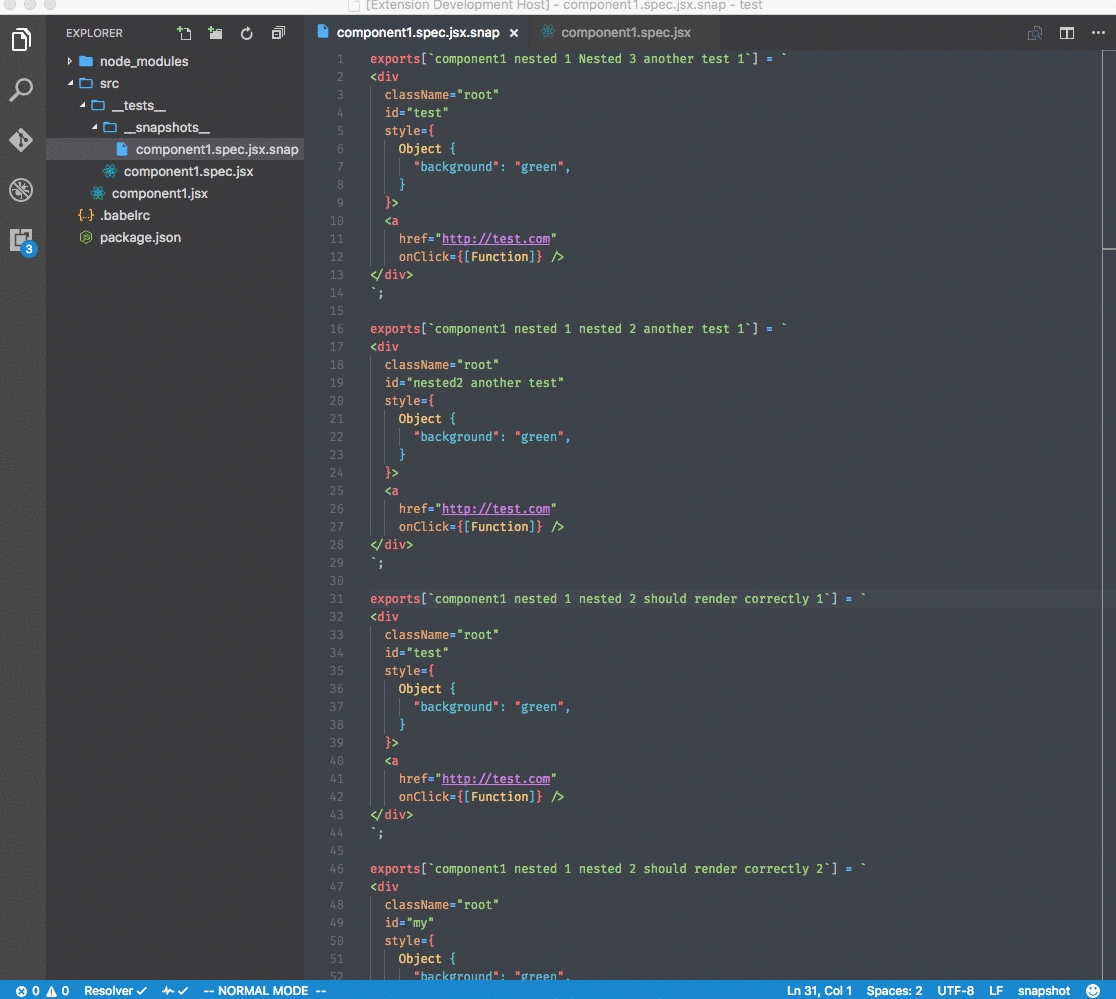 [Extension Development Host] - component1.spec.jsx.snap - test
EXPLORER
node_modules
src
__tests__
__snapshots__
component1.spec.jsx.snap
component1.spec.jsx
component1.jsx
{..} .babelrc
package.json
3
component1.spec.jsx.snap × component1.spec.jsx
1 exports[`component1 nested 1 Nested 3 another test 1`] = `
2 <div
3 className="root"
4 id="test"
5 style={
6 Object {
7 "background": "green",
8 }
9 }>
10 <a
11 href="http://test.com"
12 onClick={[Function]} />
13 </div>
14 `;
15
16 exports[`component1 nested 1 nested 2 another test 1`] = `
17 <div
18 className="root"
19 id="nested2 another test"
20 style={
21 Object {
22 "background": "green",
23 }
24 }>
25 <a
26 href="http://test.com"
27 onClick={[Function]} />
28 </div>
29 `;
30
31 exports[`component1 nested 1 nested 2 should render correctly 1`] = `
32 <div
33 className="root"
34 id="test"
35 style={
36 Object {
37 "background": "green",
38 }
39 }>
40 <a
41 href="http://test.com"
42 onClick={[Function]} />
43 </div>
44 `;
45
46 exports[`component1 nested 1 nested 2 should render correctly 2`] = `
47 <div
48 className="root"
49 id="my"
50 style={
51 Object {
52 "background": "green",
0 0 Resolver -- NORMAL MODE -- Ln 31, Col 1 Spaces: 2 UTF-8 LF snapshot